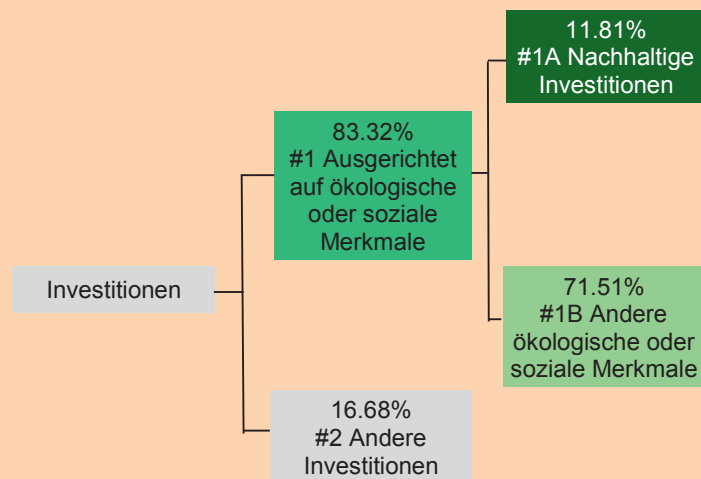 Investitionen
83.32%
#1 Ausgerichtet
auf ökologische
oder soziale
Merkmale
11.81%
#1A Nachhaltige
Investitionen
71.51%
#1B Andere
ökologische oder
soziale Merkmale
16.68%
#2 Andere
Investitionen